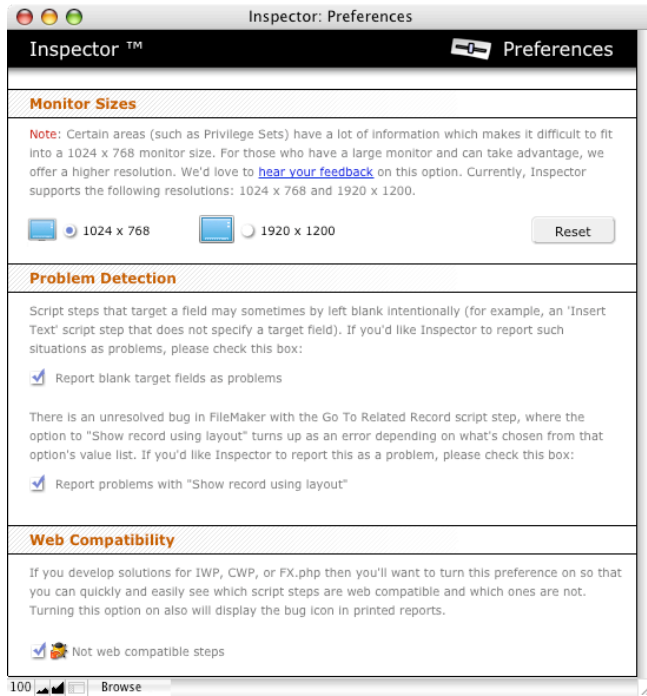 Inspector: Preferences
Inspector ™
Preferences
Monitor Sizes
Note: Certain areas (such as Privilege Sets) have a lot of information which makes it difficult to fit
into a 1024 x 768 monitor size. For those who have a large monitor and can take advantage, we
offer a higher resolution. We'd love to hear your feedback on this option. Currently, Inspector
supports the following resolutions: 1024 x 768 and 1920 x 1200.
1024 x 768
1920 x 1200
Reset
Problem Detection
Script steps that target a field may sometimes by left blank intentionally (for example, an 'Insert
Text' script step that does not specify a target field). If you'd like Inspector to report such
situations as problems, please check this box:
Report blank target fields as problems
There is an unresolved bug in FileMaker with the Go To Related Record script step, where the
option to "Show record using layout" turns up as an error depending on what's chosen from that
option's value list. If you'd like Inspector to report this as a problem, please check this box:
Report problems with "Show record using layout"
Web Compatibility
If you develop solutions for IWP, CWP, or FX.php then you'll want to turn this preference on so that
you can quickly and easily see which script steps are web compatible and which ones are not.
Turning this option on also will display the bug icon in printed reports.
Not web compatible steps
100
Browse